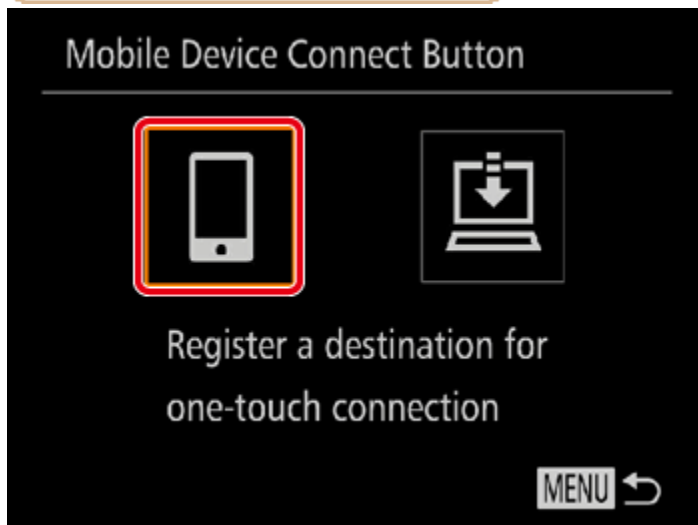 Mobile Device Connect Button
Register a destination for
one-touch connection
MENU